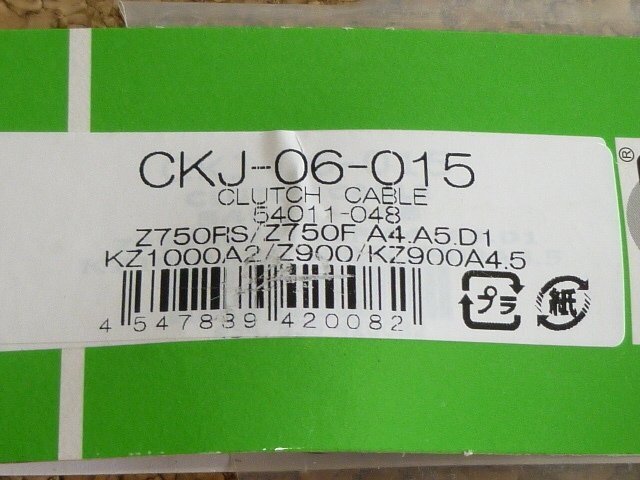 CKJ-06-015
CLUTCH CABLE
54011-048
Z750RS/Z750F A4.A5.D1
KZ1000A2/Z900/KZ900A4.5
4 547839 420082
プラ
紙
®